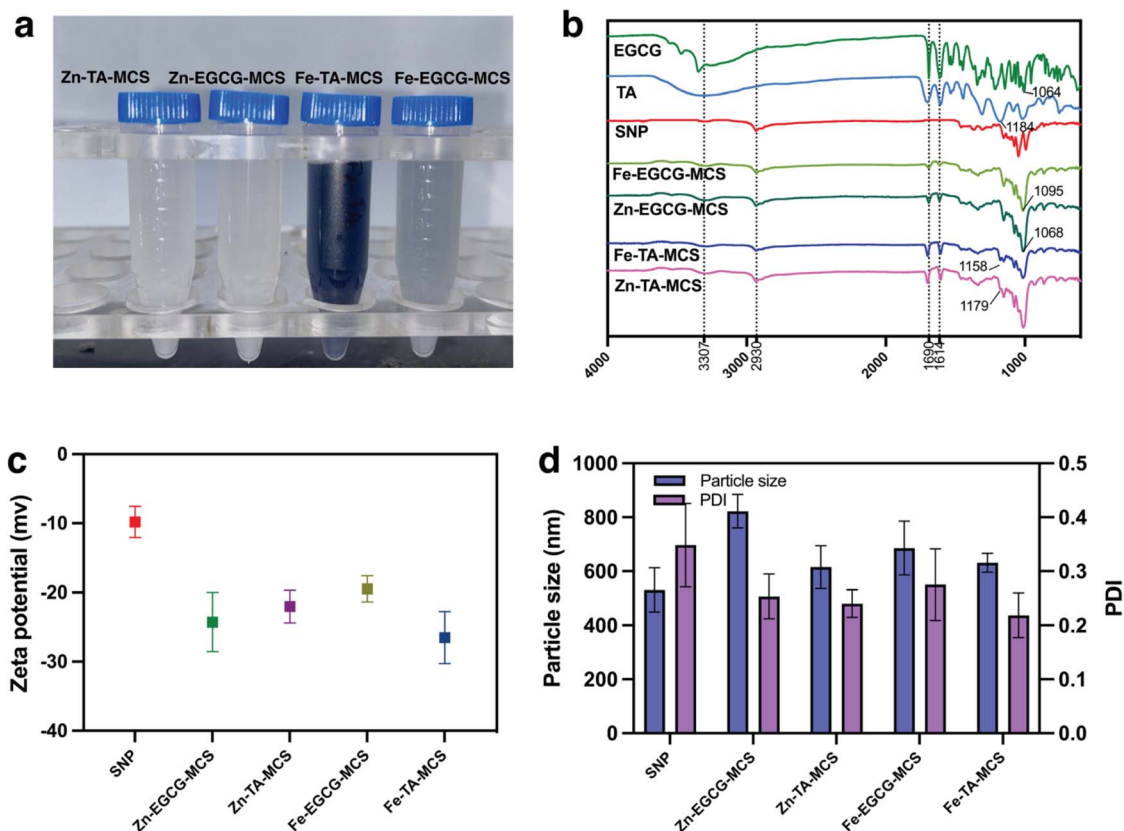 a
Zn-TA-MCS Zn-EGCG-MCS Fe-TA-MCS Fe-EGCG-MCS
b
EGCG
1064
TA
1184
SNP
Fe-EGCG-MCS
1095
Zn-EGCG-MCS
1068
Fe-TA-MCS
1158
Zn-TA-MCS
1179
4000 3307 3000 2930 2000 1690 1614 1000
c
Zeta potential (mv)
0
-10
-20
-30
-40
SNP Zn-EGCG-MCS Zn-TA-MCS Fe-EGCG-MCS Fe-TA-MCS
d
Particle size (nm)
1000
800
600
400
200
0
Particle size
PDI
0.5
0.4
0.3
0.2
0.1
0.0
PDI
SNP Zn-EGCG-MCS Zn-TA-MCS Fe-EGCG-MCS Fe-TA-MCS